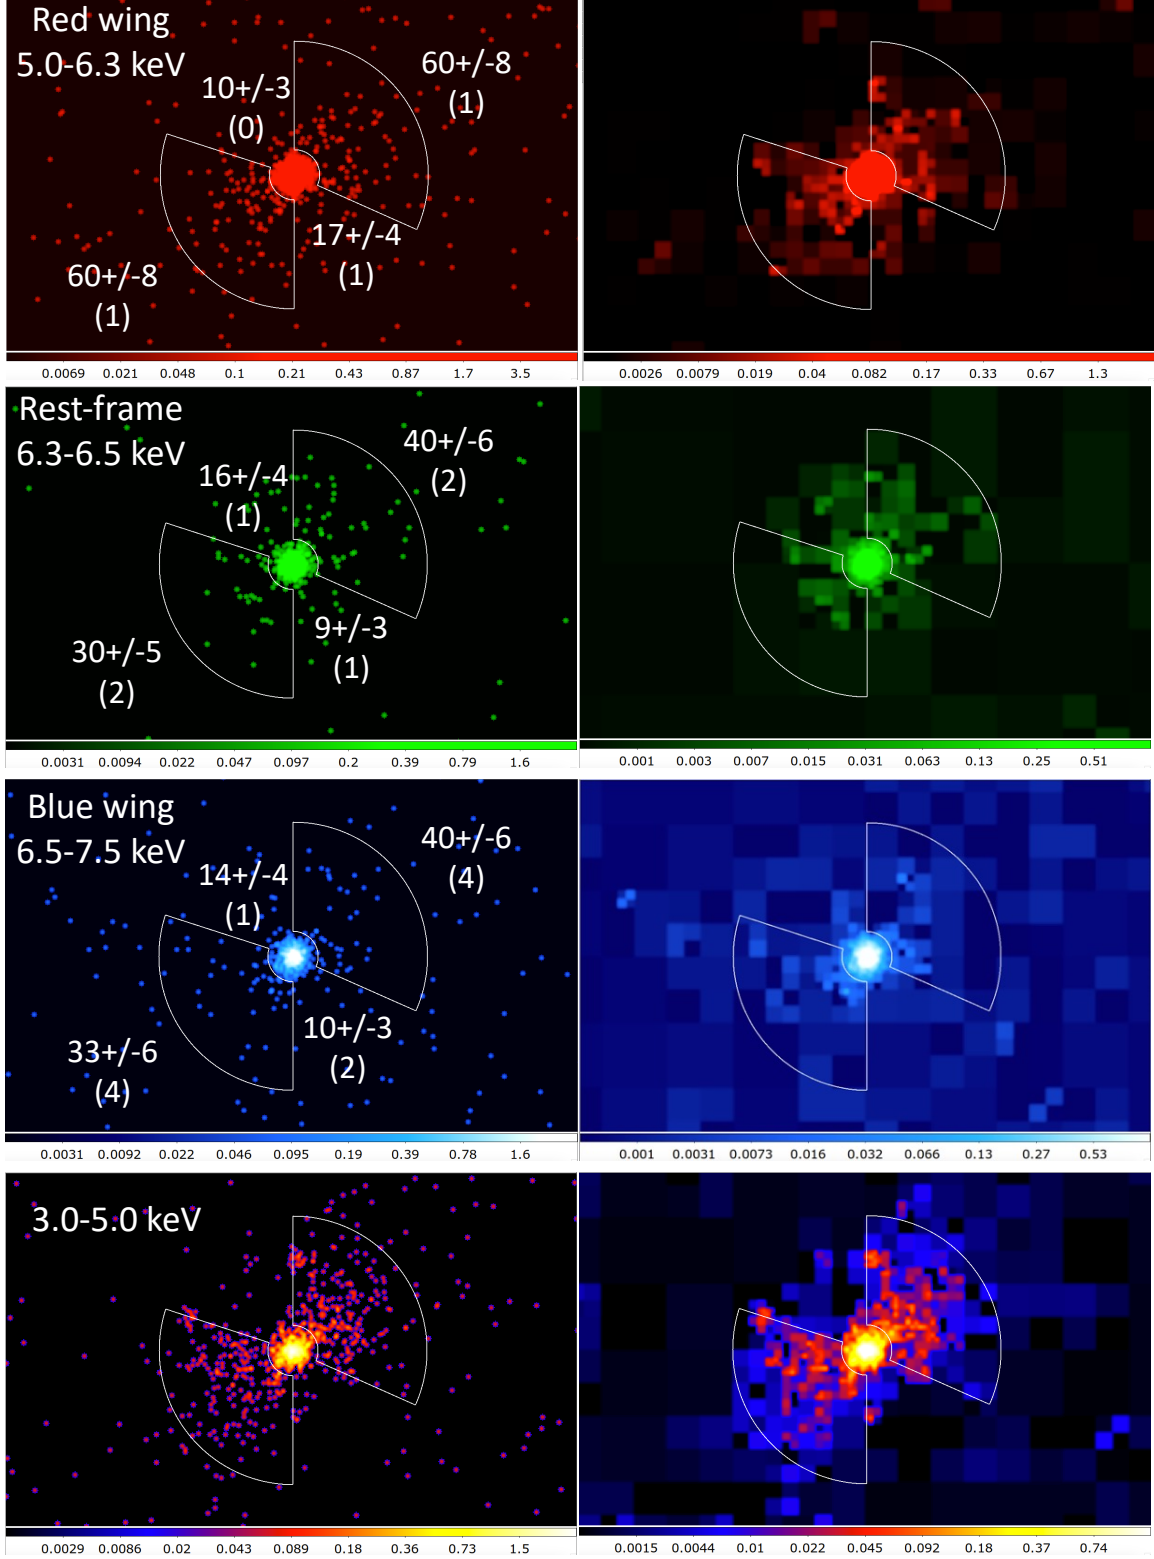 Red wing
5.0-6.3 keV
10+/-3
(0)
60+/-8
(1)
17+/-4
(1)
60+/-8
(1)
0.0069 0.021 0.048 0.1 0.21 0.43 0.87 1.7 3.5
0.0026 0.0079 0.019 0.04 0.082 0.17 0.33 0.67 1.3
Rest-frame
6.3-6.5 keV
16+/-4
(1)
40+/-6
(2)
9+/-3
(1)
30+/-5
(2)
0.0031 0.0094 0.022 0.047 0.097 0.2 0.39 0.79 1.6
0.001 0.003 0.007 0.015 0.031 0.063 0.13 0.25 0.51
Blue wing
6.5-7.5 keV
14+/-4
(1)
40+/-6
(4)
10+/-3
(2)
33+/-6
(4)
0.0031 0.0092 0.022 0.046 0.095 0.19 0.39 0.78 1.6
0.001 0.0031 0.0073 0.016 0.032 0.066 0.13 0.27 0.53
3.0-5.0 keV
0.0029 0.0086 0.02 0.043 0.089 0.18 0.36 0.73 1.5
0.0015 0.0044 0.01 0.022 0.045 0.092 0.18 0.37 0.74